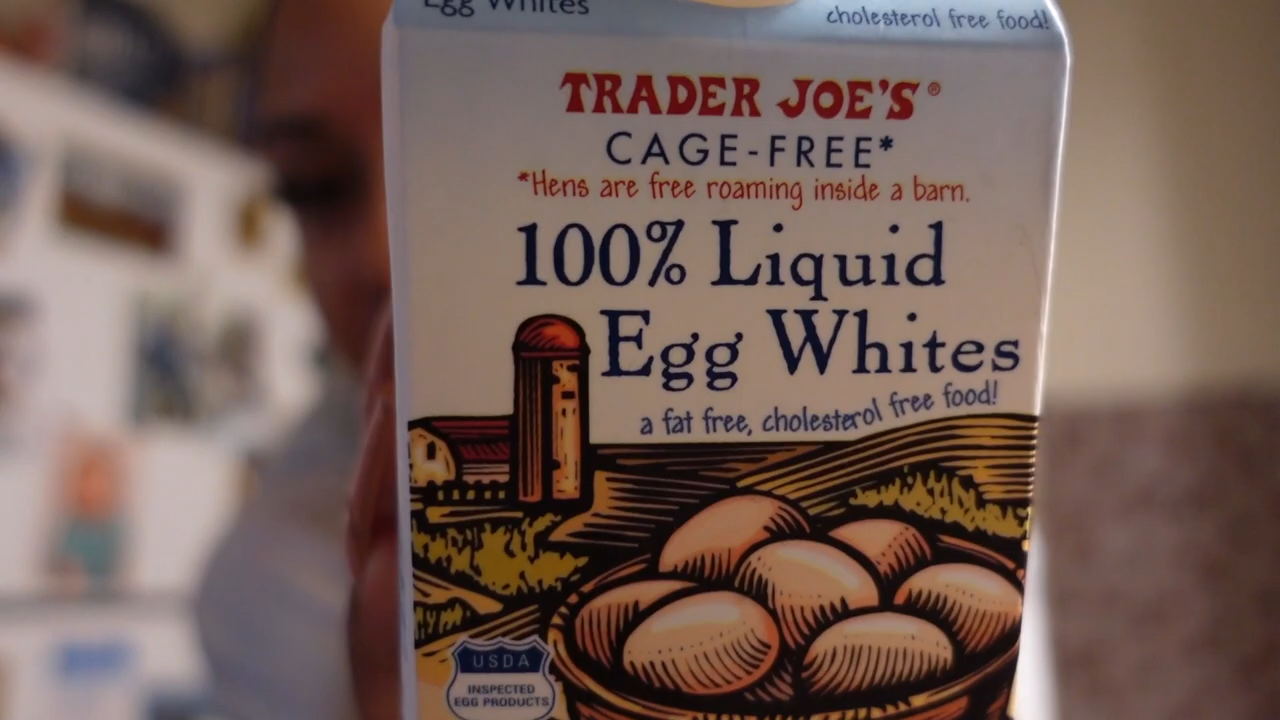 Egg Whites
cholesterol free food!
TRADER JOE'S®
CAGE-FREE*
*Hens are free roaming inside a barn.
100% Liquid
Egg Whites
a fat free, cholesterol free food!
USDA
INSPECTED
EGG PRODUCTS